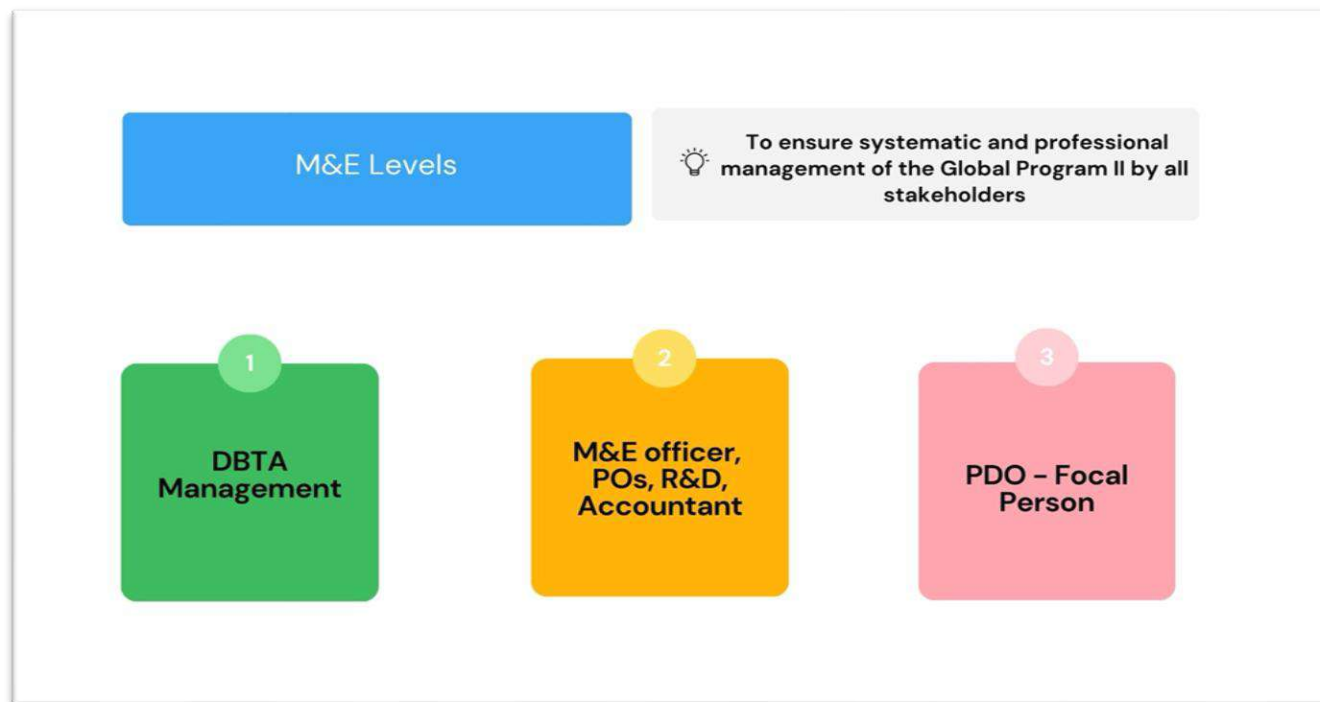 M&E Levels
To ensure systematic and professional
management of the Global Program II by all
stakeholders
1
DBTA
Management
2
M&E officer,
POs, R&D,
Accountant
3
PDO – Focal
Person